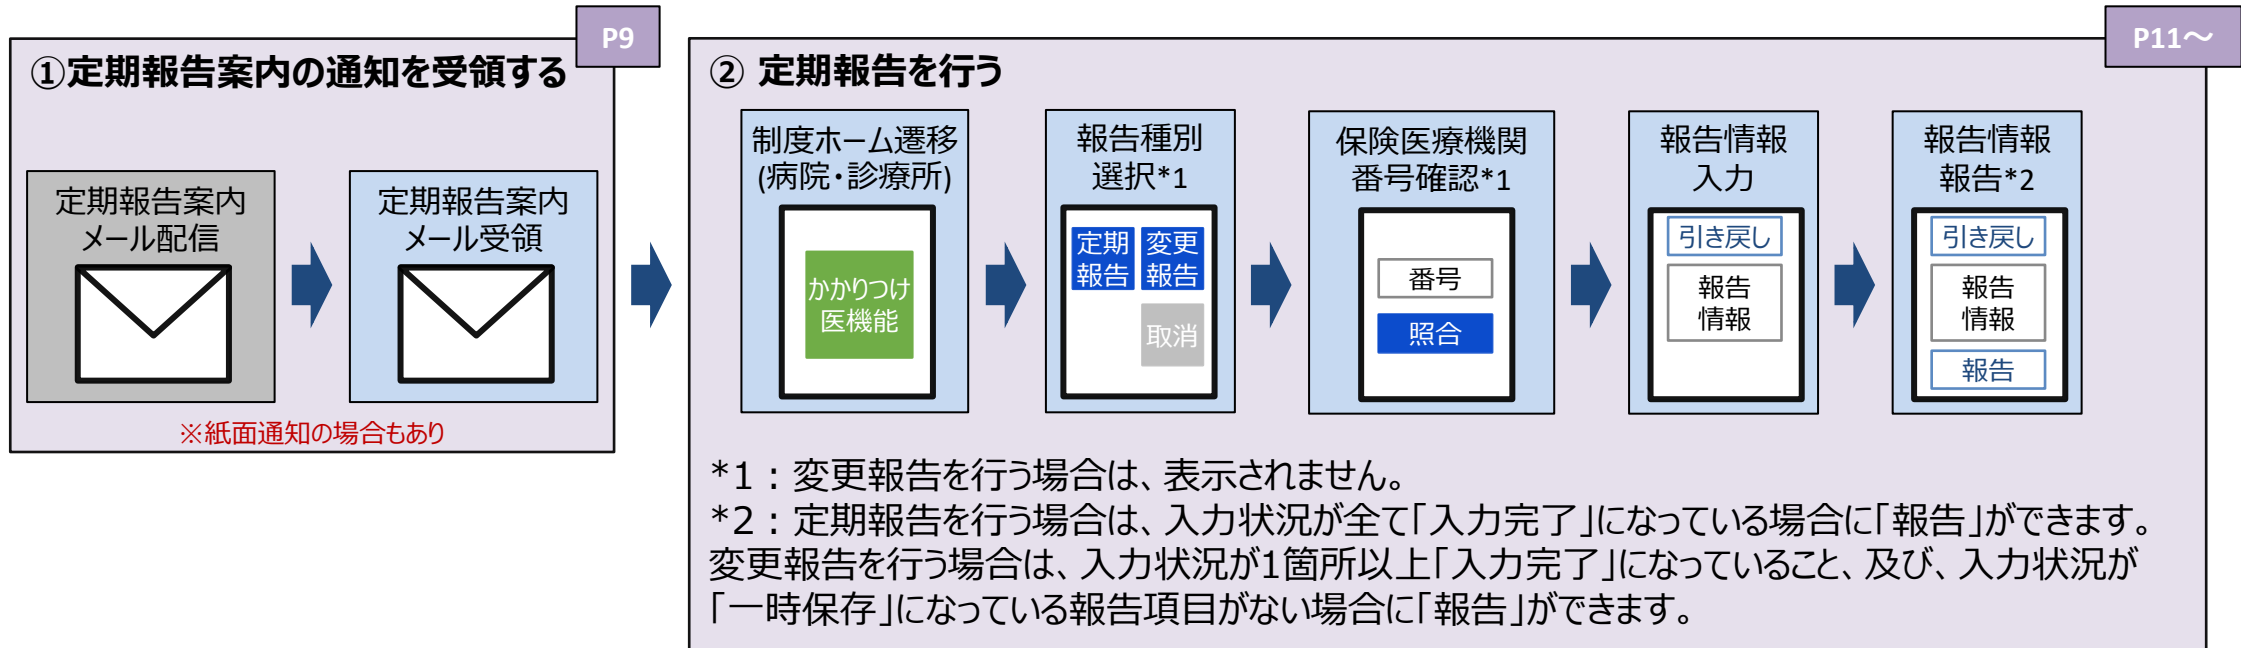 P9
①定期報告案内の通知を受領する
定期報告案内
メール配信
定期報告案内
メール受領
※紙面通知の場合もあり
P11～
② 定期報告を行う
制度ホーム遷移
(病院・診療所)
かかりつけ
医機能
報告種別
選択*1
定期
報告
変更
報告
取消
保険医療機関
番号確認*1
番号
照合
報告情報
入力
引き戻し
報告
情報
報告情報
報告*2
引き戻し
報告
情報
報告
*1：変更報告を行う場合は、表示されません。
*2：定期報告を行う場合は、入力状況が全て「入力完了」になっている場合に「報告」ができます。
変更報告を行う場合は、入力状況が1箇所以上「入力完了」になっていること、及び、入力状況が
「一時保存」になっている報告項目がない場合に「報告」ができます。